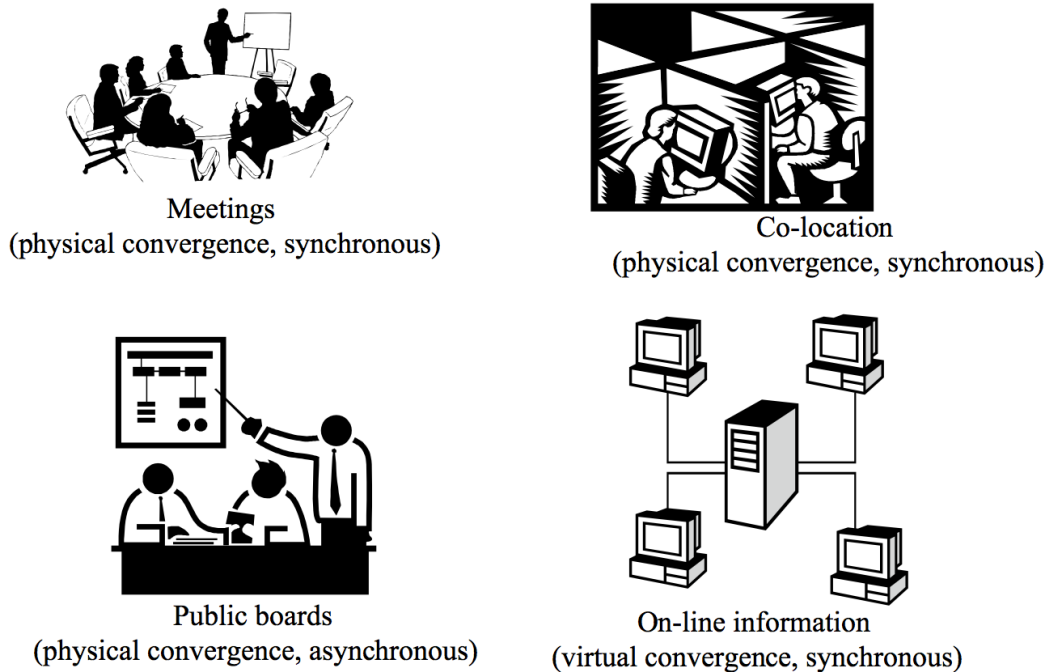 Meetings
(physical convergence, synchronous)
Co-location
(physical convergence, synchronous)
Public boards
(physical convergence, asynchronous)
On-line information
(virtual convergence, synchronous)